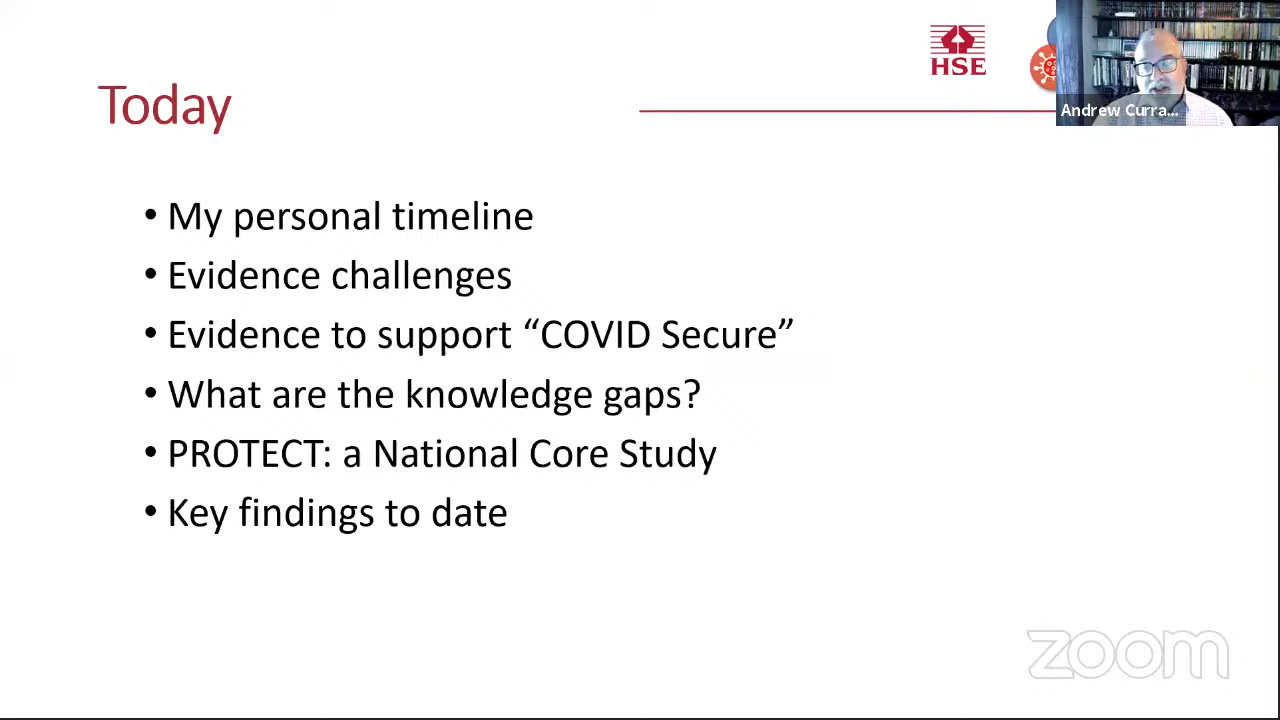 HSE
Andrew Curra...
Today
• My personal timeline
• Evidence challenges
• Evidence to support “COVID Secure”
• What are the knowledge gaps?
• PROTECT: a National Core Study
• Key findings to date
zoom